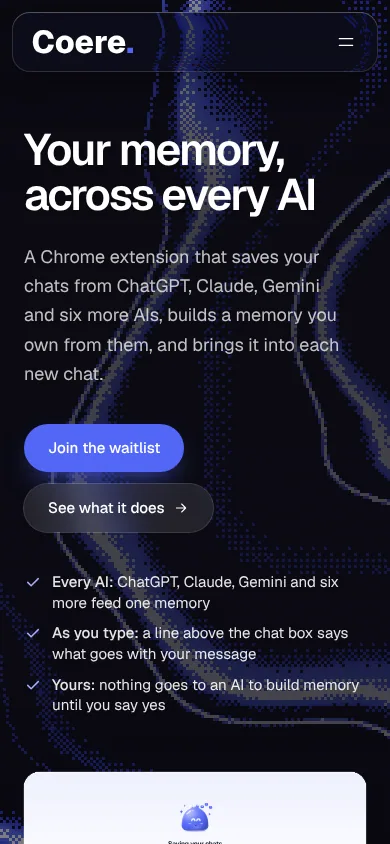 Coere.
Your memory,
across every AI
A Chrome extension that saves your
chats from ChatGPT, Claude, Gemini
and six more AIs, builds a memory you
own from them, and brings it into each
new chat.
Join the waitlist
See what it does →
Every AI: ChatGPT, Claude, Gemini and six
more feed one memory
As you type: a line above the chat box says
what goes with your message
Yours: nothing goes to an AI to build memory
until you say yes
Saving your chats